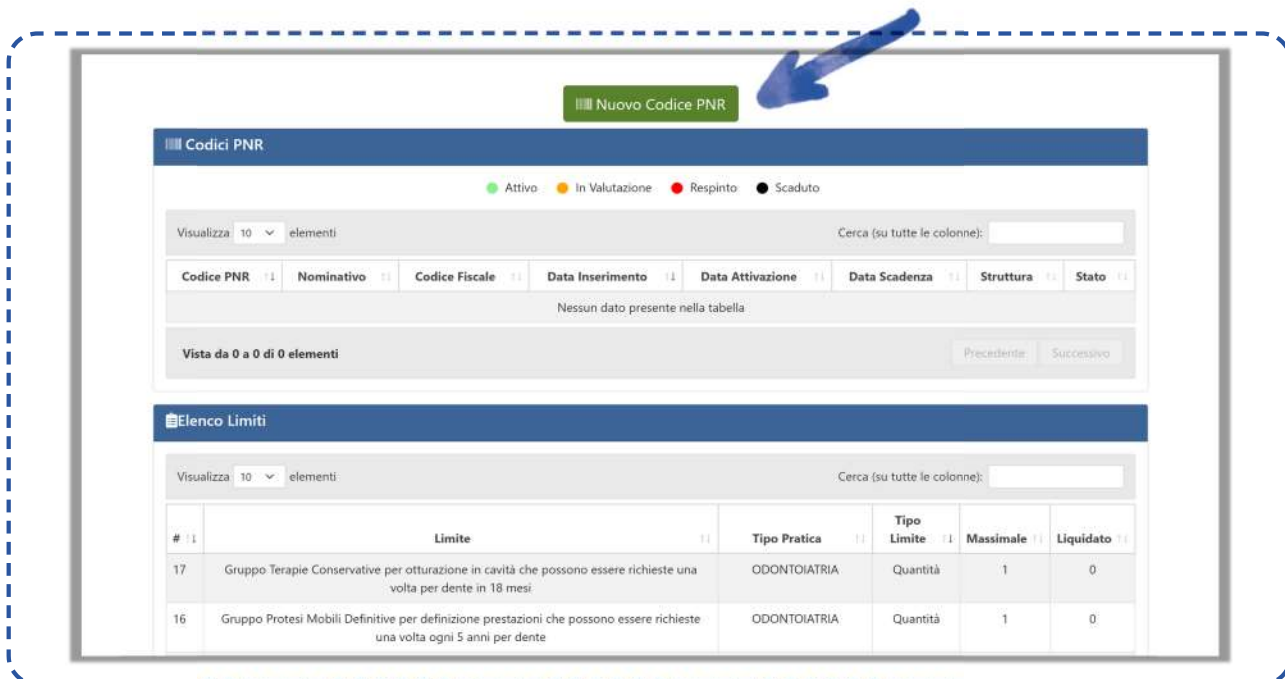 Nuovo Codice PNR
Codici PNR
Attivo In Valutazione Respinto Scaduto
Visualizza 10 elementi Cerca (su tutte le colonne):
Codice PNR Nominativo Codice Fiscale Data Inserimento Data Attivazione Data Scadenza Struttura Stato
Nessun dato presente nella tabella
Vista da 0 a 0 di 0 elementi Precedente Successivo
Elenco Limiti
Visualizza 10 elementi Cerca (su tutte le colonne):
# Limite Tipo Pratica Tipo Limite Massimale Liquidato
17 Gruppo Terapie Conservative per otturazione in cavità che possono essere richieste una ODONTOIATRIA Quantità 1 0
volta per dente in 18 mesi
16 Gruppo Protesi Mobili Definitive per definizione prestazioni che possono essere richieste ODONTOIATRIA Quantità 1 0
una volta ogni 5 anni per dente